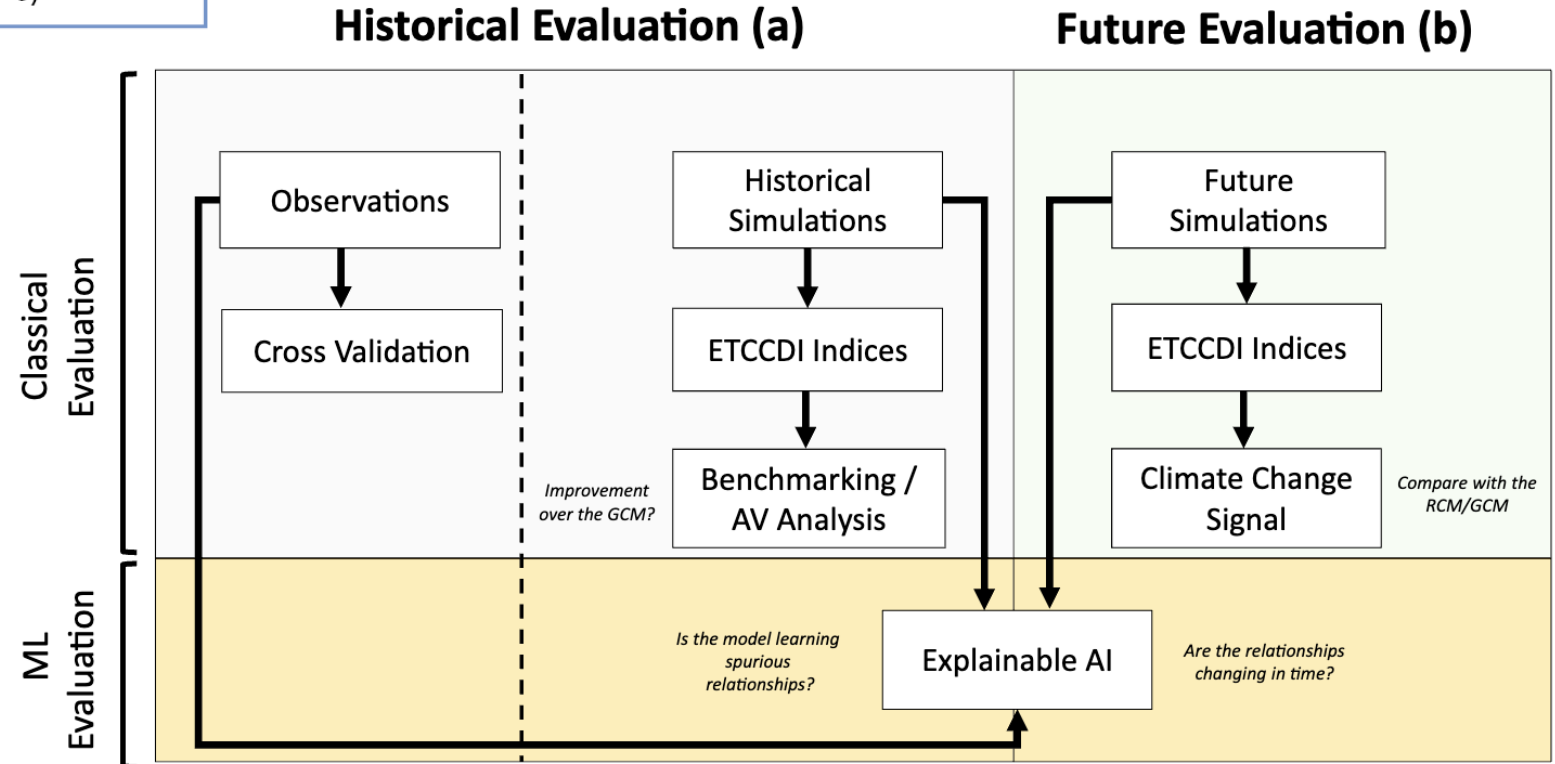 Historical Evaluation (a)
Future Evaluation (b)
Classical
Evaluation
Observations
Cross Validation
Historical
Simulations
ETCCDI Indices
Improvement
over the GCM?
Benchmarking /
AV Analysis
Future
Simulations
ETCCDI Indices
Climate Change
Signal
Compare with the
RCM/GCM
ML
Evaluation
Is the model learning
spurious
relationships?
Explainable AI
Are the relationships
changing in time?